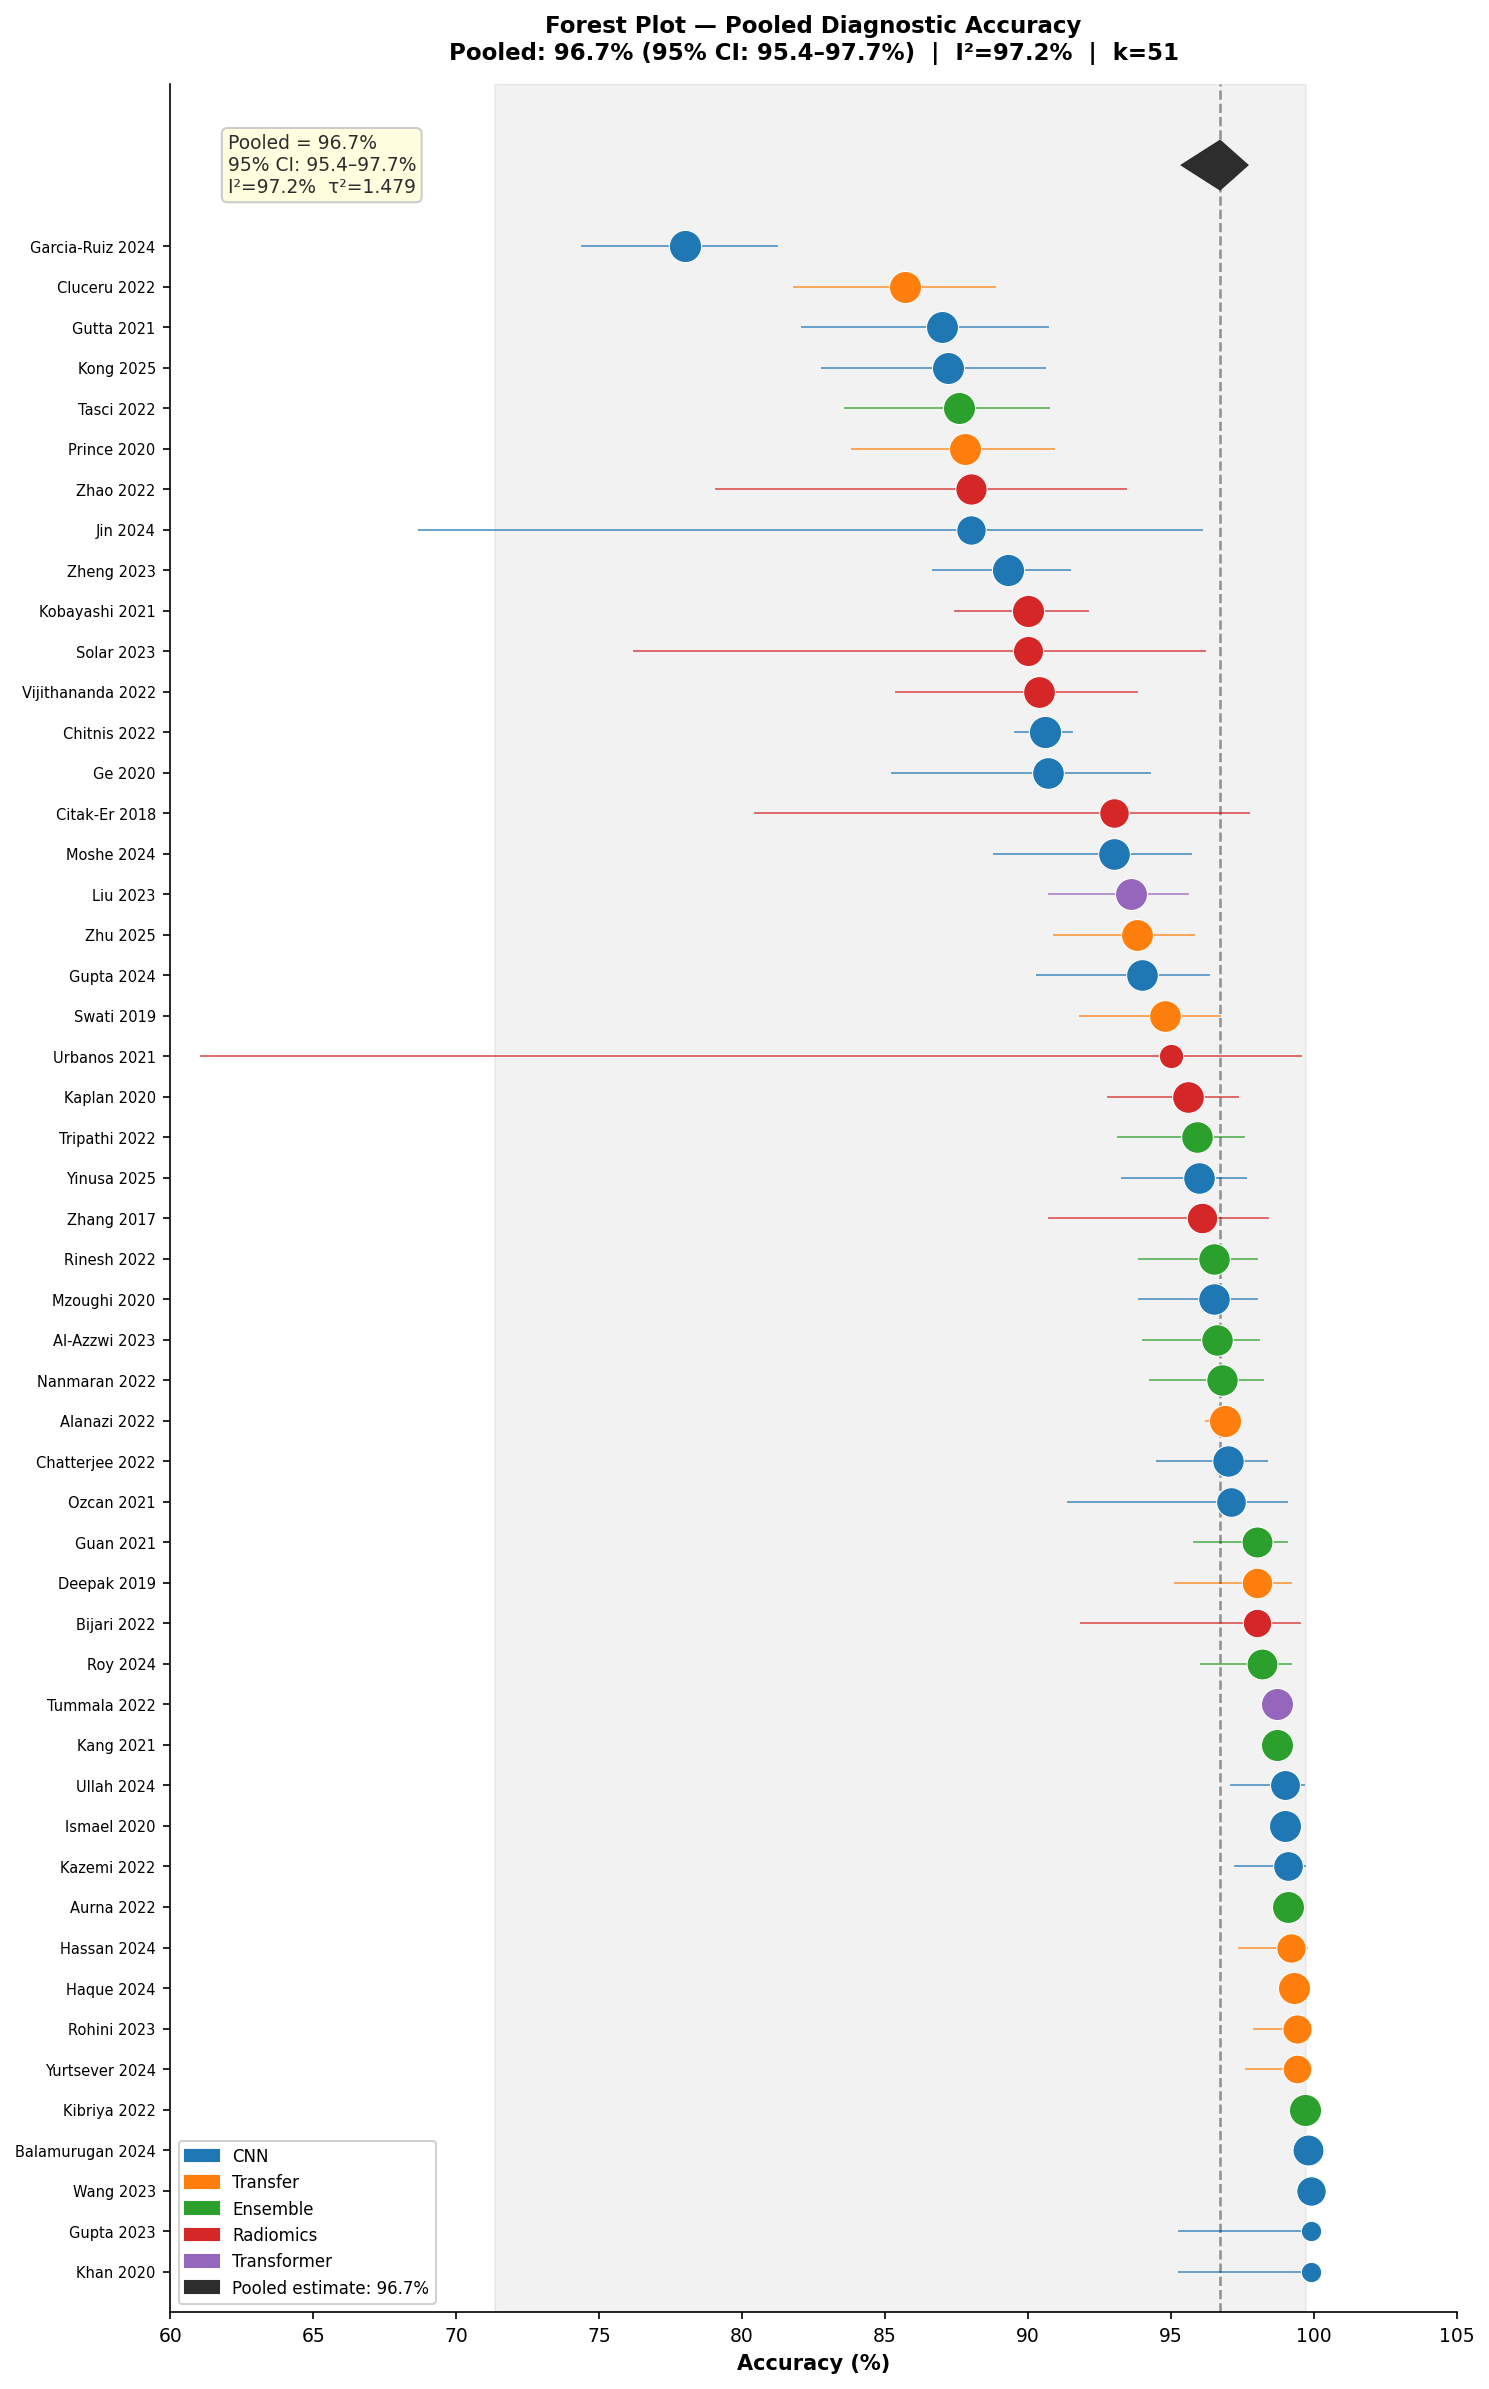 Forest Plot — Pooled Diagnostic Accuracy
Pooled: 96.7% (95% CI: 95.4–97.7%)  |  I²=97.2%  |  k=51
Pooled = 96.7%
95% CI: 95.4–97.7%
I²=97.2%  τ²=1.479
Garcia-Ruiz 2024
Cluceru 2022
Gutta 2021
Kong 2025
Tasci 2022
Prince 2020
Zhao 2022
Jin 2024
Zheng 2023
Kobayashi 2021
Solar 2023
Vijithananda 2022
Chitnis 2022
Ge 2020
Citak-Er 2018
Moshe 2024
Liu 2023
Zhu 2025
Gupta 2024
Swati 2019
Urbanos 2021
Kaplan 2020
Tripathi 2022
Yinusa 2025
Zhang 2017
Rinesh 2022
Mzoughi 2020
Al-Azzwi 2023
Nanmaran 2022
Alanazi 2022
Chatterjee 2022
Ozcan 2021
Guan 2021
Deepak 2019
Bijari 2022
Roy 2024
Tummala 2022
Kang 2021
Ullah 2024
Ismael 2020
Kazemi 2022
Aurna 2022
Hassan 2024
Haque 2024
Rohini 2023
Yurtsever 2024
Kibriya 2022
Balamurugan 2024
Wang 2023
Gupta 2023
Khan 2020
CNN
Transfer
Ensemble
Radiomics
Transformer
Pooled estimate: 96.7%
60 65 70 75 80 85 90 95 100 105
Accuracy (%)